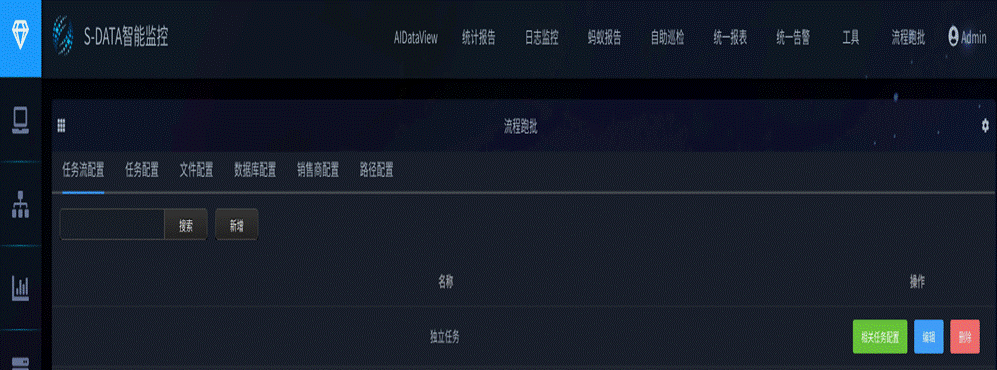 S-DATA智能监控
AIDataView 统计报告 日志监控 蚂蚁报告 自助巡检 统一报表 统一告警 工具 流程跑批 Admin
流程跑批
任务流配置 任务配置 文件配置 数据库配置 销售商配置 路径配置
搜索 新增
名称 操作
独立任务 相关任务配置 编辑 删除